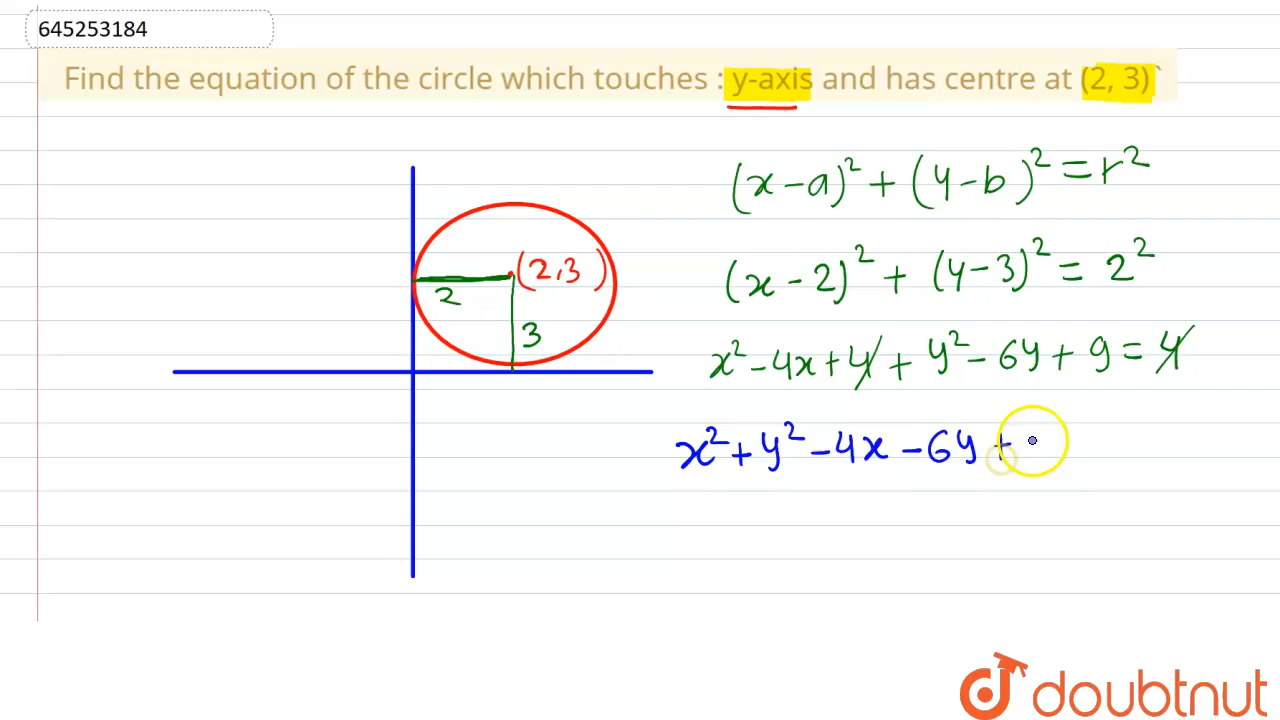 645253184
Find the equation of the circle which touches : y-axis and has centre at (2, 3)`
(x-a)² + (y-b)² = r²
(2,3)
2
3
(x-2)² + (y-3)² = 2²
x²-4x+4+y²-6y+9=4
x²+y²-4x-6y+
doubtnut